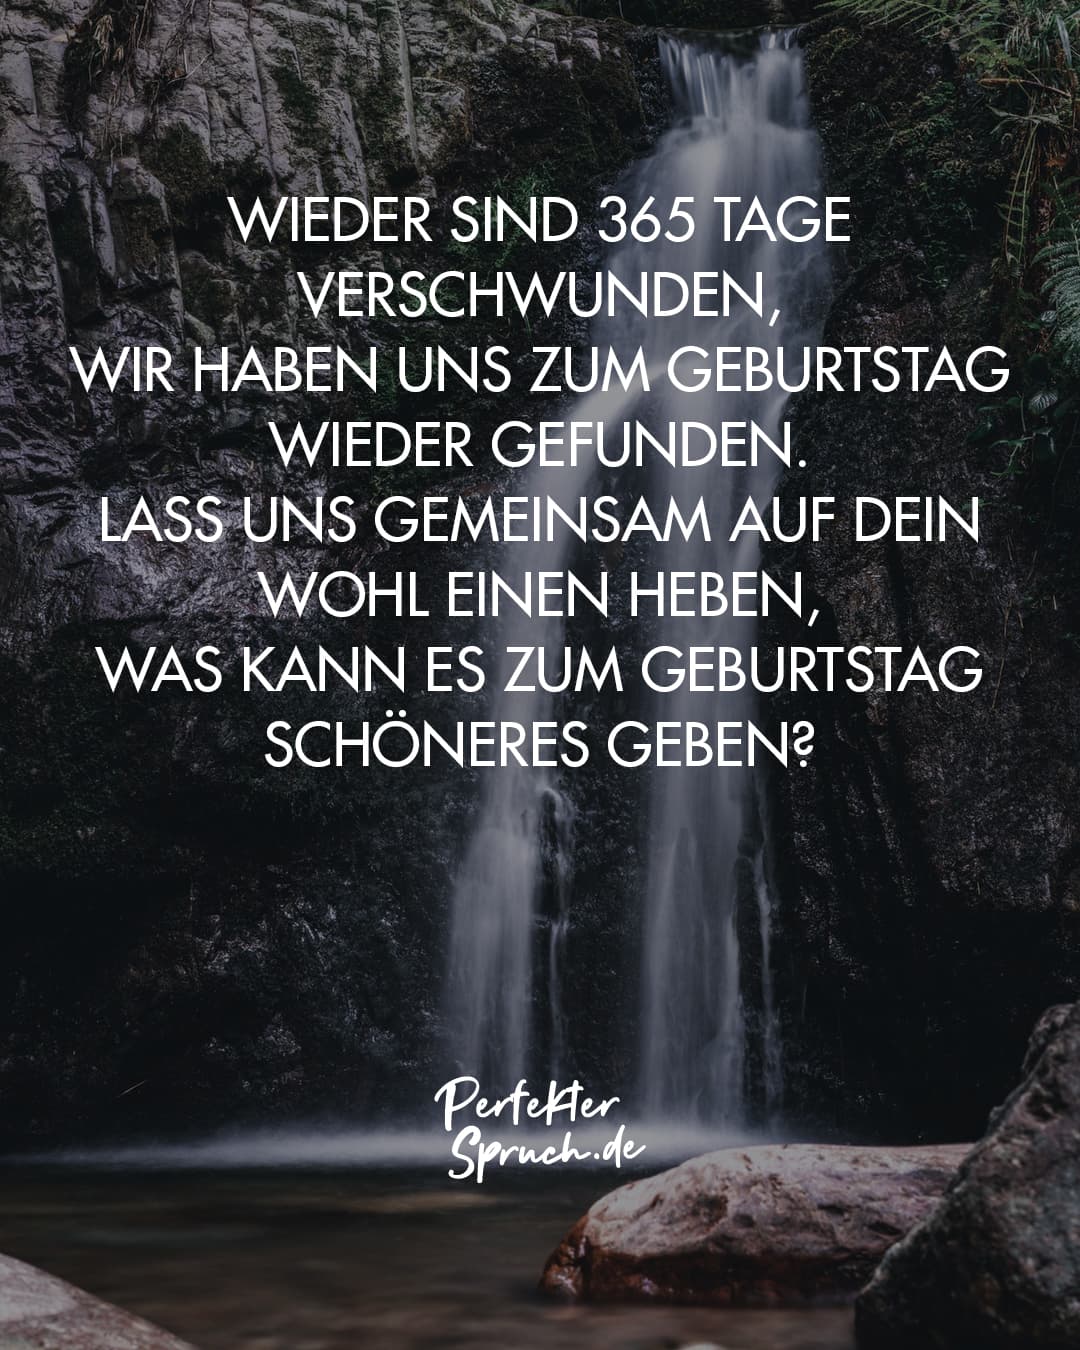 WIEDER SIND 365 TAGE
VERSCHWUNDEN,
WIR HABEN UNS ZUM GEBURTSTAG
WIEDER GEFUNDEN.
LASS UNS GEMEINSAM AUF DEIN
WOHL EINEN HEBEN,
WAS KANN ES ZUM GEBURTSTAG
SCHÖNERES GEBEN?
Perfekter
Spruch.de